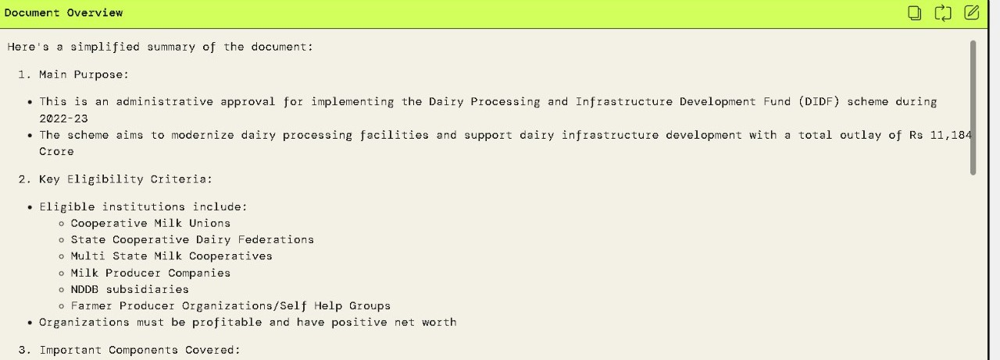 Document Overview
Here's a simplified summary of the document:
1. Main Purpose:
• This is an administrative approval for implementing the Dairy Processing and Infrastructure Development Fund (DIDF) scheme during
2022-23
• The scheme aims to modernize dairy processing facilities and support dairy infrastructure development with a total outlay of Rs 11,184
Crore
2. Key Eligibility Criteria:
• Eligible institutions include:
◦ Cooperative Milk Unions
◦ State Cooperative Dairy Federations
◦ Multi State Milk Cooperatives
◦ Milk Producer Companies
◦ NDDB subsidiaries
◦ Farmer Producer Organizations/Self Help Groups
• Organizations must be profitable and have positive net worth
3. Important Components Covered: